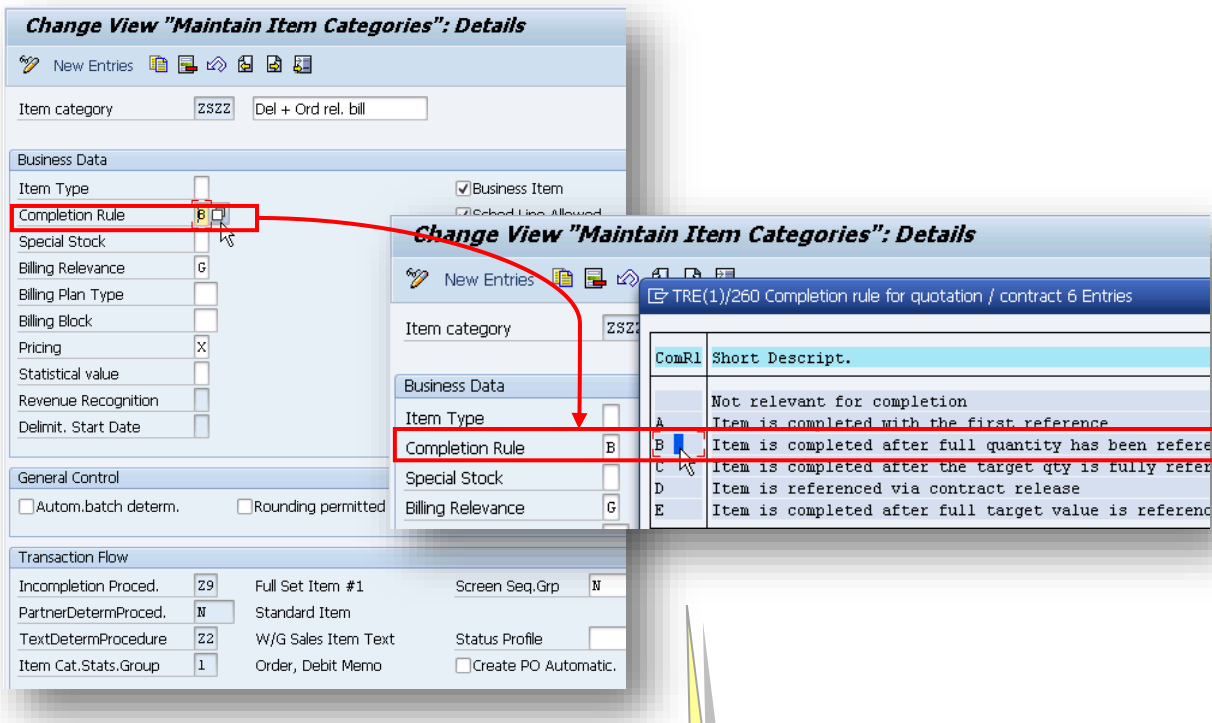 Change View "Maintain Item Categories": Details
New Entries
Item category ZSZZ Del + Ord rel. bill
Business Data
Item Type Business Item
Completion Rule B Sched.Line Allowed
Special Stock
Billing Relevance G
Billing Plan Type
Billing Block
Pricing X
Statistical value
Revenue Recognition
Delimit. Start Date
General Control
Autom.batch determ. Rounding permitted
Transaction Flow
Incompletion Proced. Z9 Full Set Item #1 Screen Seq.Grp N
PartnerDetermProced. N Standard Item
TextDetermProcedure Z2 W/G Sales Item Text Status Profile
Item Cat.Stats.Group 1 Order, Debit Memo Create PO Automatic.
Change View "Maintain Item Categories": Details
New Entries
Item category ZSZZ
Business Data
Item Type
Completion Rule B
Special Stock
Billing Relevance G
TRE(1)/260 Completion rule for quotation / contract 6 Entries
ComRl Short Descript.
Not relevant for completion
A Item is completed with the first reference
B Item is completed after full quantity has been refere
C Item is completed after the target qty is fully refer
D Item is referenced via contract release
E Item is completed after full target value is referenc